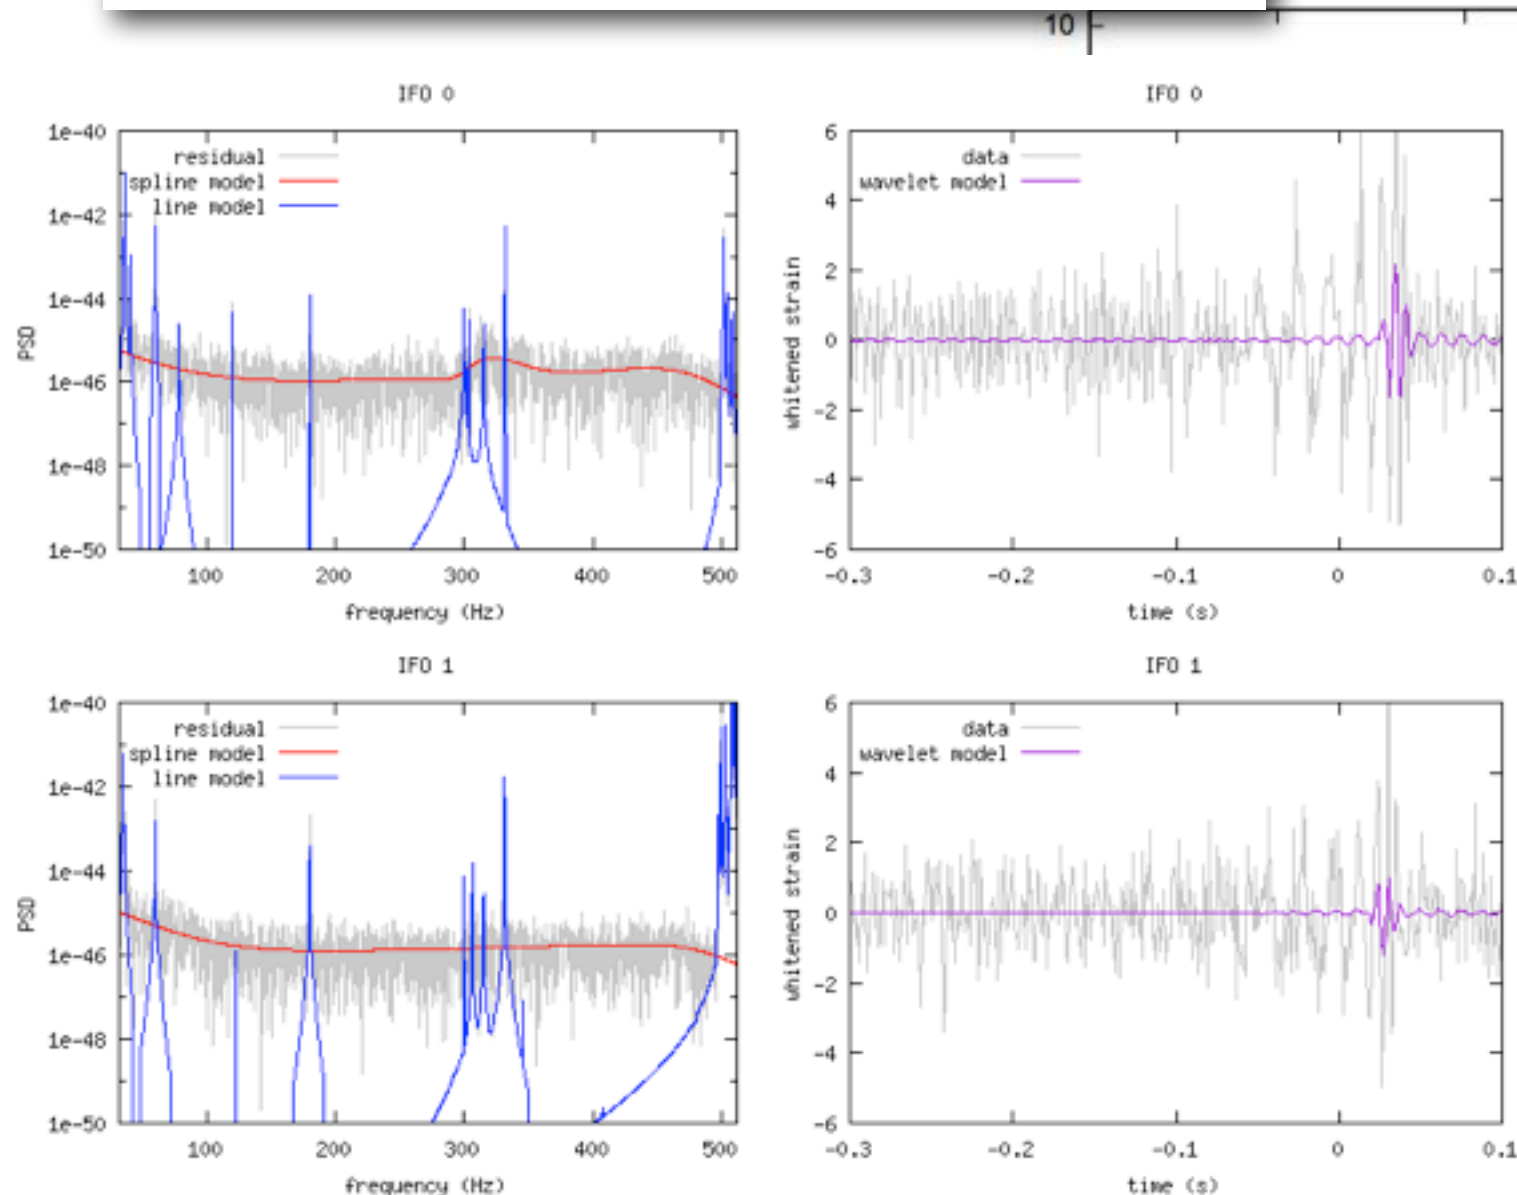 10
IFO 0
1e-40
1e-42
1e-44
1e-46
1e-48
1e-50
PSD
residual
spline model
line model
100 200 300 400 500
frequency (Hz)
IFO 0
6
4
2
0
-2
-4
-6
whitened strain
data
wavelet model
-0.3 -0.2 -0.1 0 0.1
time (s)
IFO 1
1e-40
1e-42
1e-44
1e-46
1e-48
1e-50
PSD
residual
spline model
line model
100 200 300 400 500
frequency (Hz)
IFO 1
6
4
2
0
-2
-4
-6
whitened strain
data
wavelet model
-0.3 -0.2 -0.1 0 0.1
time (s)